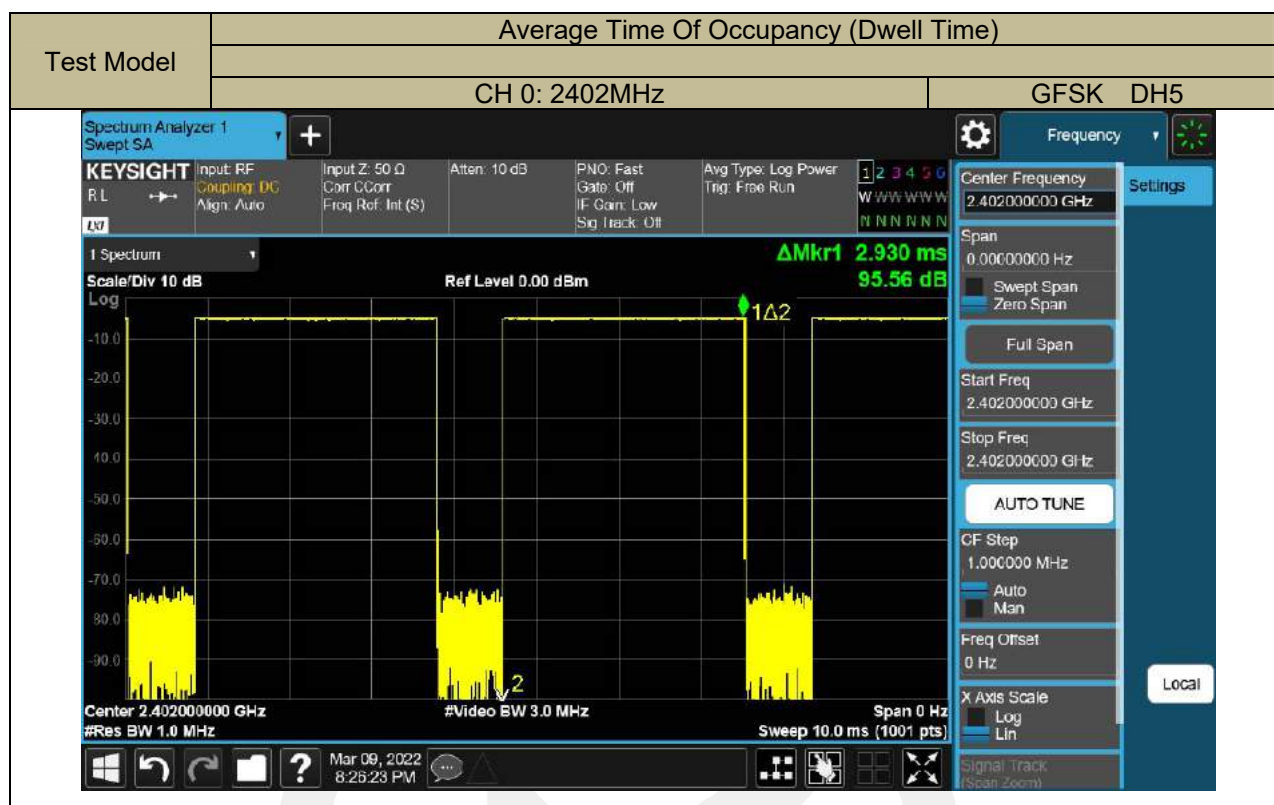 Test Model
Average Time Of Occupancy (Dwell Time)
CH 0: 2402MHz
GFSK DH5
Spectrum Analyzer 1
Swept SA
+
Frequency
KEYSIGHT
RL
LXI
Input: RF
Coupling: DC
Align: Auto
Input Z: 50 Ω
Corr CCorr
Freq Ref: Int (S)
Atten: 10 dB
PNO: Fast
Gate: Off
IF Gain: Low
Sig Track: Off
Avg Type: Log Power
Trig: Free Run
1 2 3 4 5 6
W W W W W W
N N N N N N
1 Spectrum
Scale/Div 10 dB
Log
Ref Level 0.00 dBm
ΔMkr1 2.930 ms
95.56 dB
1Δ2
-10.0
-20.0
-30.0
40.0
-50.0
-60.0
-70.0
80.0
-90.0
2
Center 2.402000000 GHz
#Res BW 1.0 MHz
#Video BW 3.0 MHz
Span 0 Hz
Sweep 10.0 ms (1001 pts)
Center Frequency
2.402000000 GHz
Settings
Span
0.00000000 Hz
Swept Span
Zero Span
Full Span
Start Freq
2.402000000 GHz
Stop Freq
2.402000000 GHz
AUTO TUNE
CF Step
1.000000 MHz
Auto
Man
Freq Offset
0 Hz
X Axis Scale
Log
Lin
Local
Signal Track
(Span Zoom)
?
Mar 09, 2022
8:26:23 PM